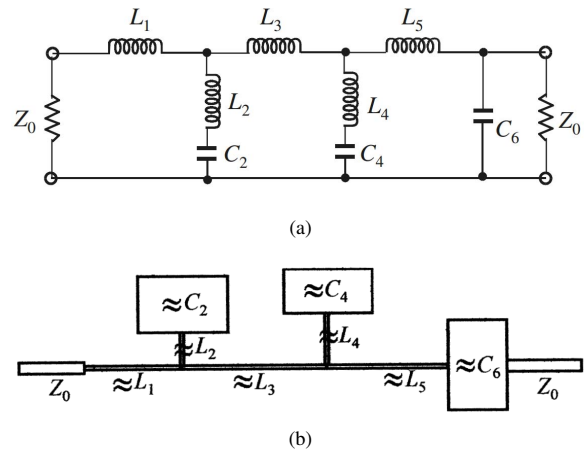 L₁ L₃ L₅
Z₀ L₂ C₂ L₄ C₄ C₆ Z₀
(a)
≈C₂ ≈C₄
≈L₂ ≈L₄
Z₀ ≈L₁ ≈L₃ ≈L₅ ≈C₆ Z₀
(b)